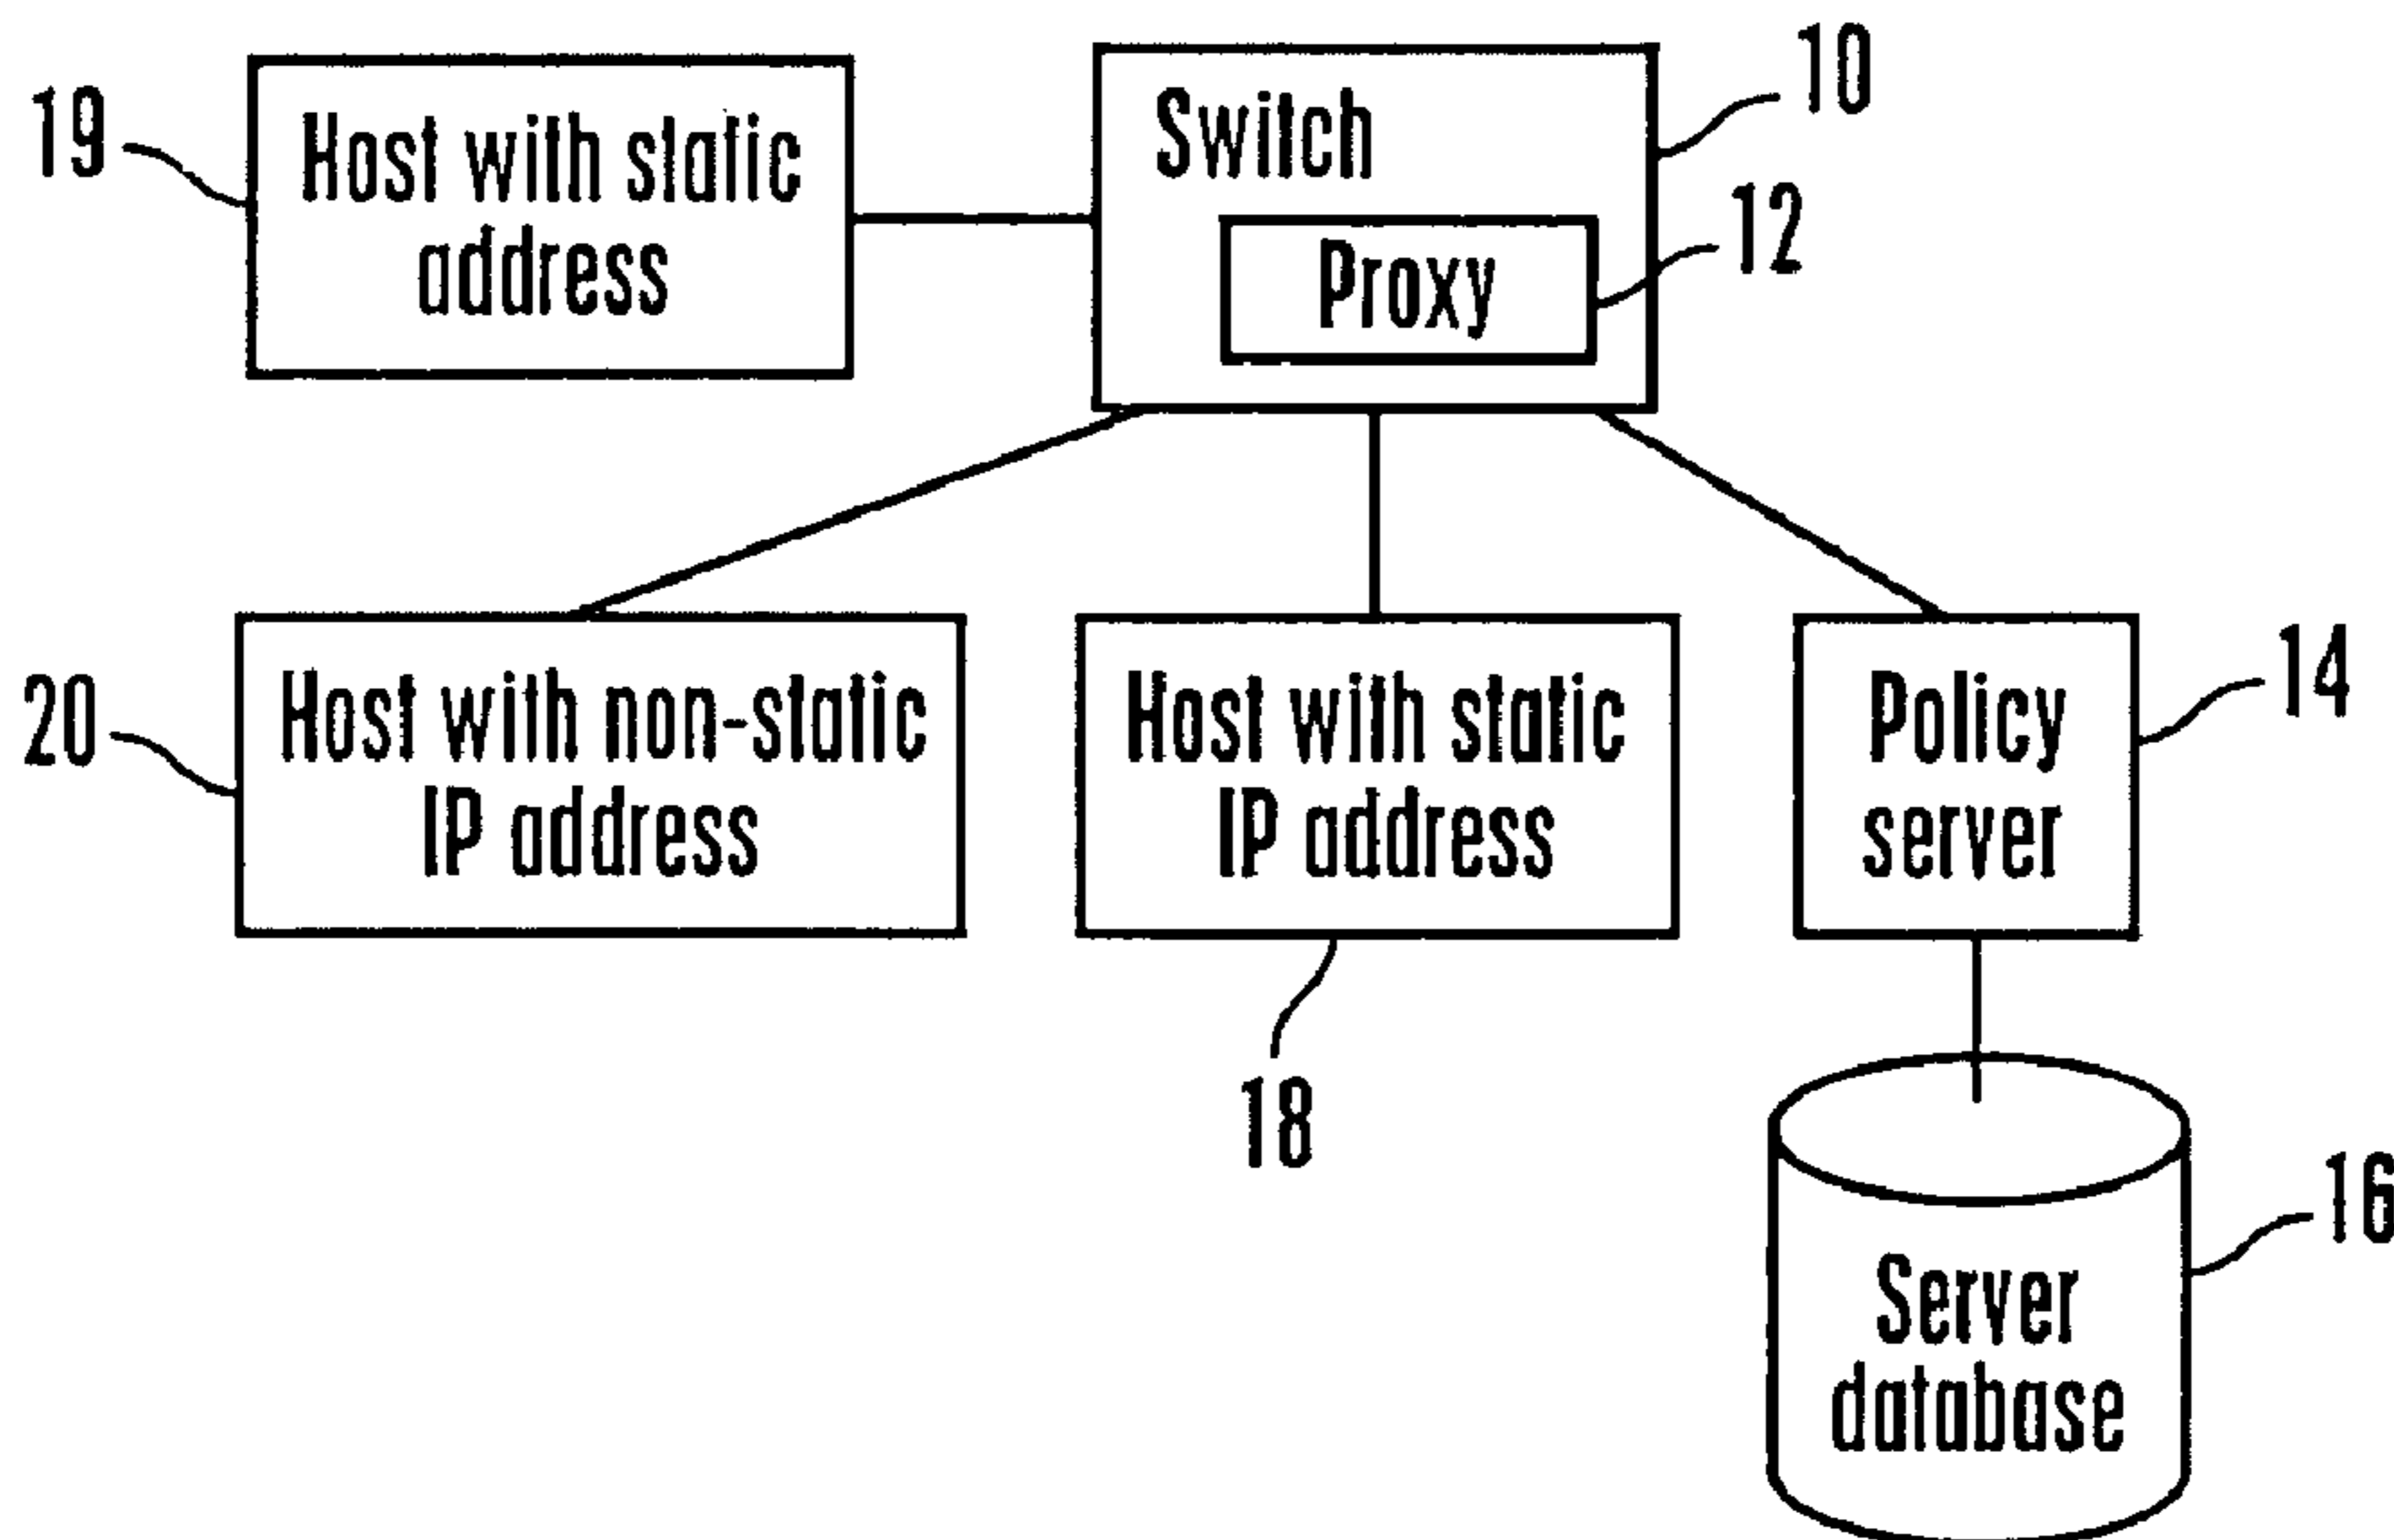 19
Host with static
address
Switch
10
Proxy
12
20
Host with non-static
IP address
Host with static
IP address
18
Policy
server
14
Server
database
16